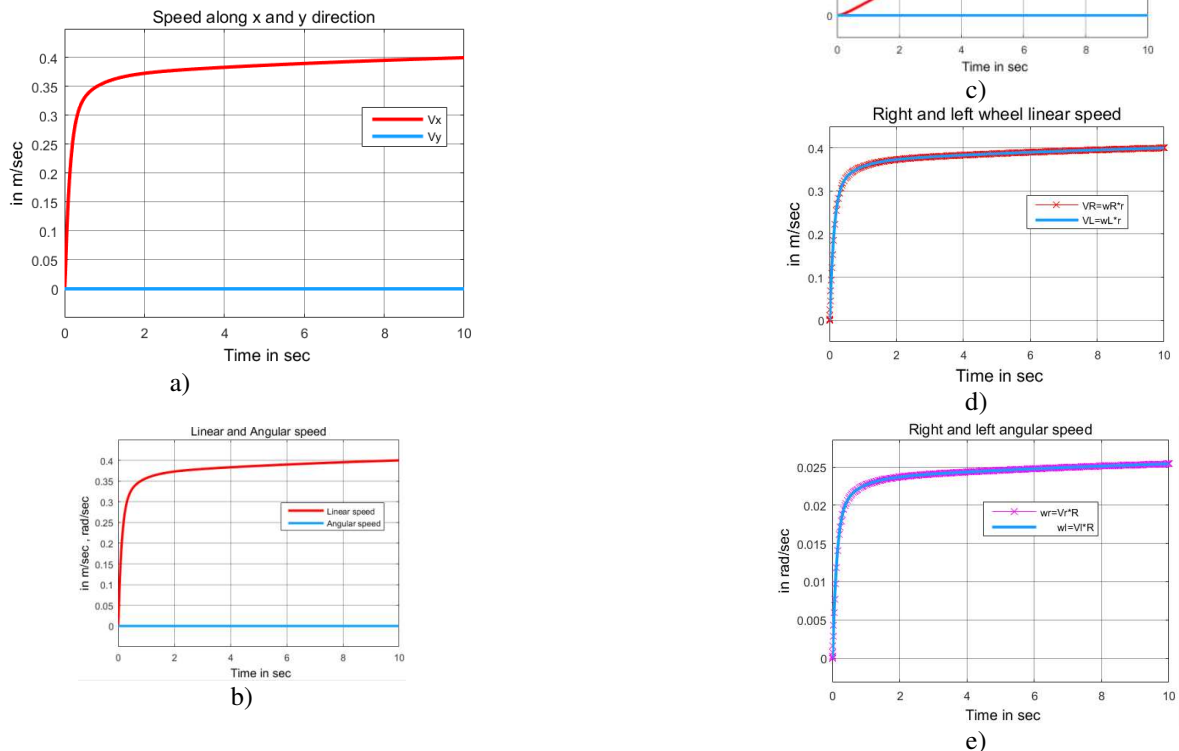 Speed along x and y direction
0.4
0.35
0.3
0.25
0.2
0.15
0.1
0.05
0
in m/sec
Vx
Vy
0 2 4 6 8 10
Time in sec
a)
Linear and Angular speed
0.4
0.35
0.3
0.25
0.2
0.15
0.1
0.05
0
in m/sec , rad/sec
Linear speed
Angular speed
0 2 4 6 8 10
Time in sec
b)
0
0 2 4 6 8 10
Time in sec
c)
Right and left wheel linear speed
0.4
0.3
0.2
0.1
0
in m/sec
VR=wR*r
VL=wL*r
0 2 4 6 8 10
Time in sec
d)
Right and left angular speed
0.025
0.02
0.015
0.01
0.005
0
in rad/sec
wr=Vr*R
wl=Vl*R
0 2 4 6 8 10
Time in sec
e)